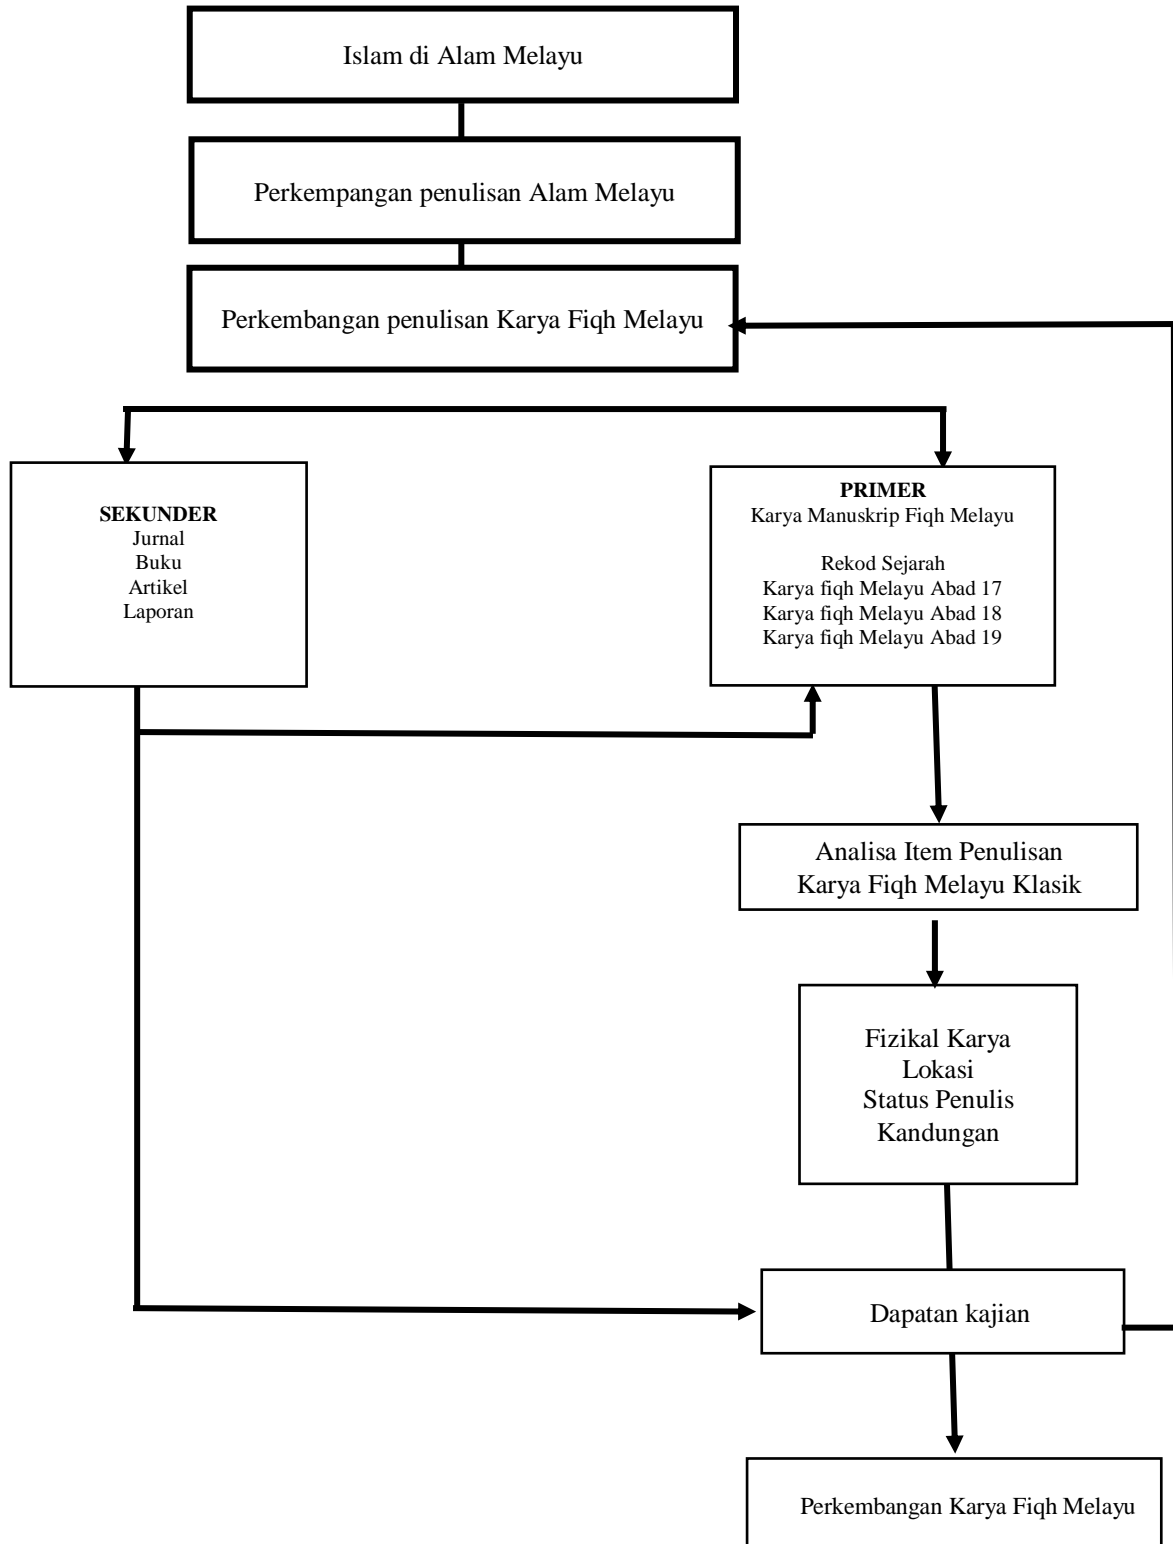 Islam di Alam Melayu
Perkempangan penulisan Alam Melayu
Perkembangan penulisan Karya Fiqh Melayu
SEKUNDER
Jurnal
Buku
Artikel
Laporan
PRIMER
Karya Manuskrip Fiqh Melayu
Rekod Sejarah
Karya fiqh Melayu Abad 17
Karya fiqh Melayu Abad 18
Karya fiqh Melayu Abad 19
Analisa Item Penulisan
Karya Fiqh Melayu Klasik
Fizikal Karya
Lokasi
Status Penulis
Kandungan
Dapatan kajian
Perkembangan Karya Fiqh Melayu